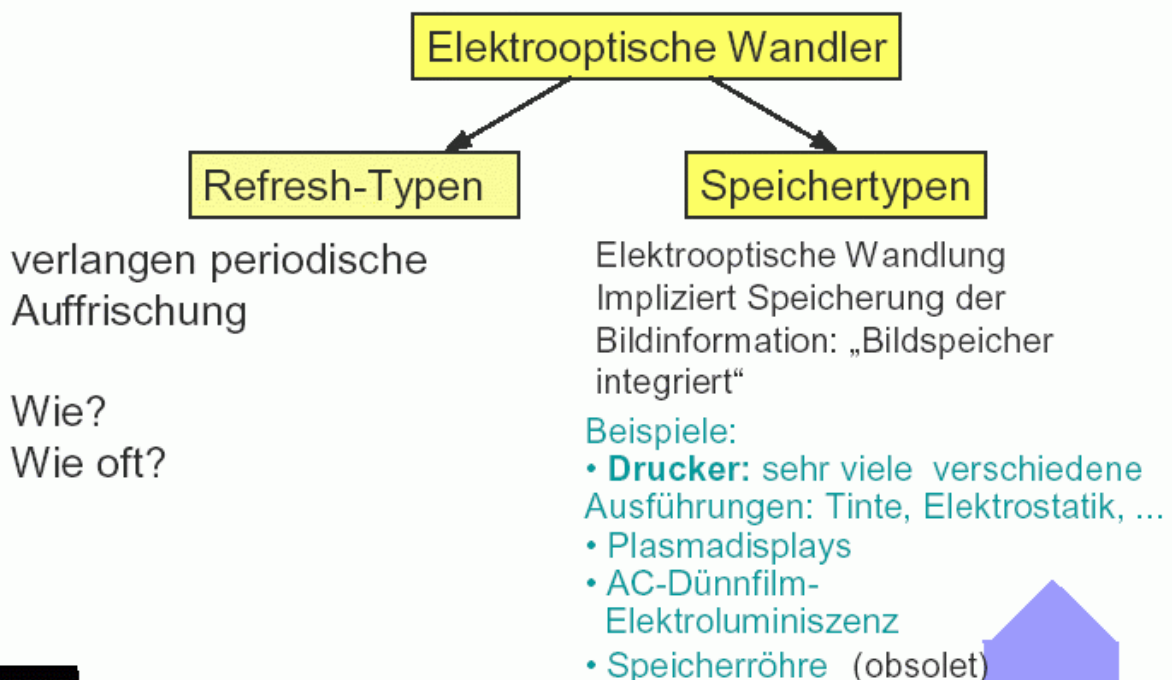 Elektrooptische Wandler
Refresh-Typen
verlangen periodische
Auffrischung
Wie?
Wie oft?
Speichertypen
Elektrooptische Wandlung
Impliziert Speicherung der
Bildinformation: „Bildspeicher
integriert“
Beispiele:
• Drucker: sehr viele verschiedene
Ausführungen: Tinte, Elektrostatik, ...
• Plasmadisplays
• AC-Dünnfilm-
Elektroluminiszenz
• Speicherröhre (obsolet)